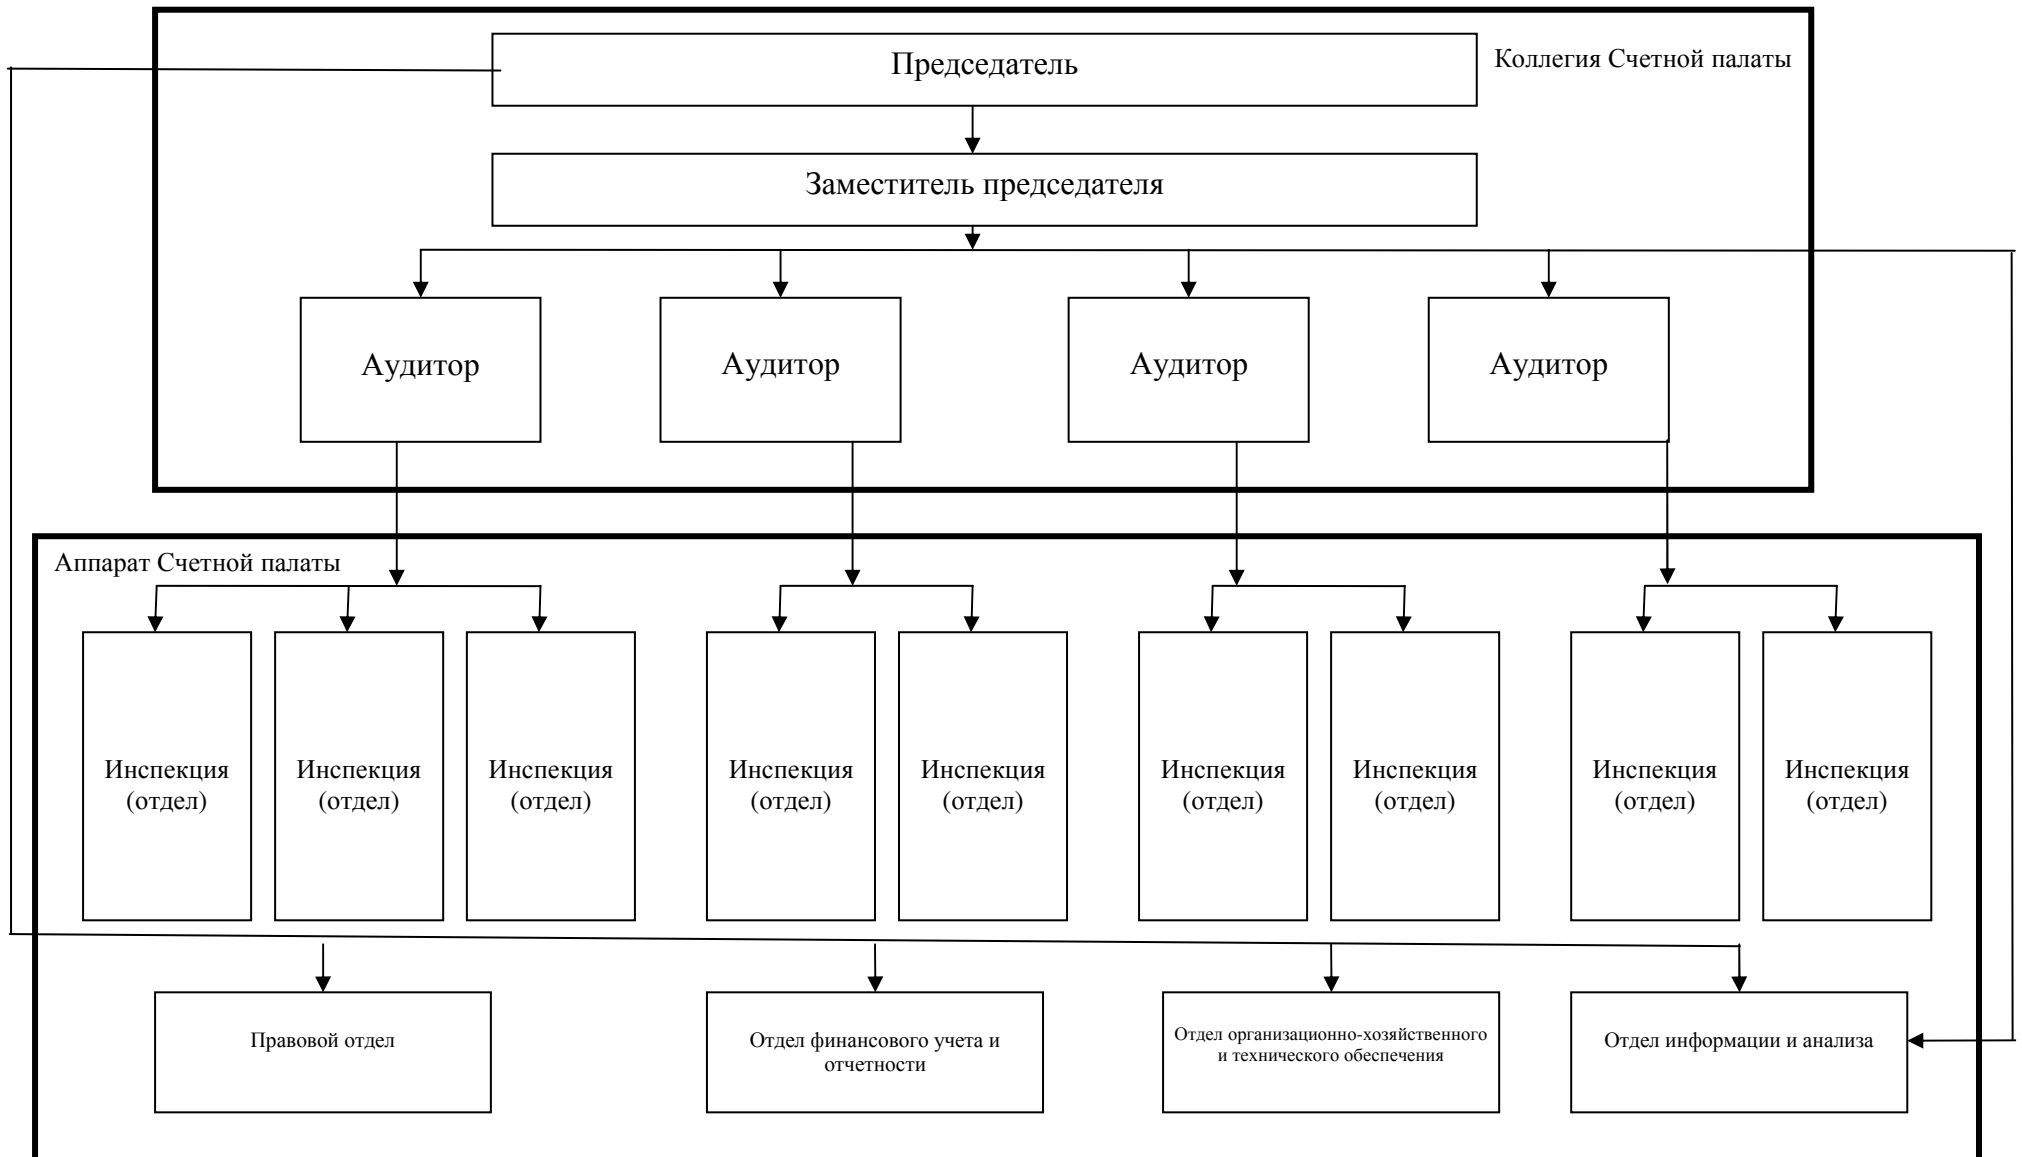 Председатель
Коллегия Счетной палаты
Заместитель председателя
Аудитор
Аудитор
Аудитор
Аудитор
Аппарат Счетной палаты
Инспекция
(отдел)
Инспекция
(отдел)
Инспекция
(отдел)
Инспекция
(отдел)
Инспекция
(отдел)
Инспекция
(отдел)
Инспекция
(отдел)
Инспекция
(отдел)
Инспекция
(отдел)
Правовой отдел
Отдел финансового учета и
отчетности
Отдел организационно-хозяйственного
и технического обеспечения
Отдел информации и анализа